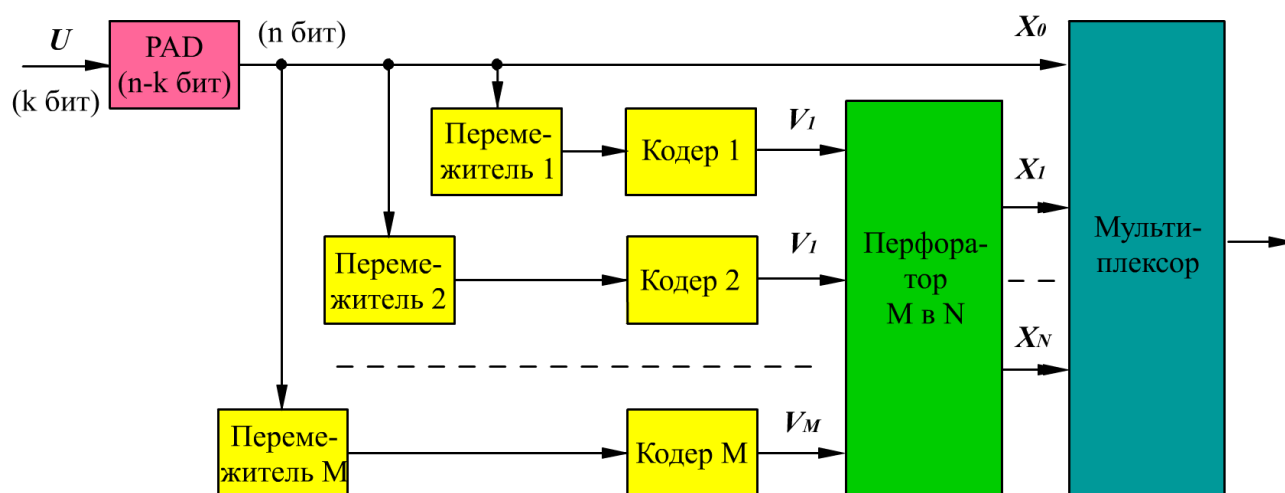 U
(k бит)
PAD
(n-k бит)
(n бит)
X0
Переме-
житель 1
Кодер 1
V1
X1
Переме-
житель 2
Кодер 2
V1
Перфора-
тор
M в N
Мульти-
плексор
XN
Переме-
житель M
Кодер M
VM